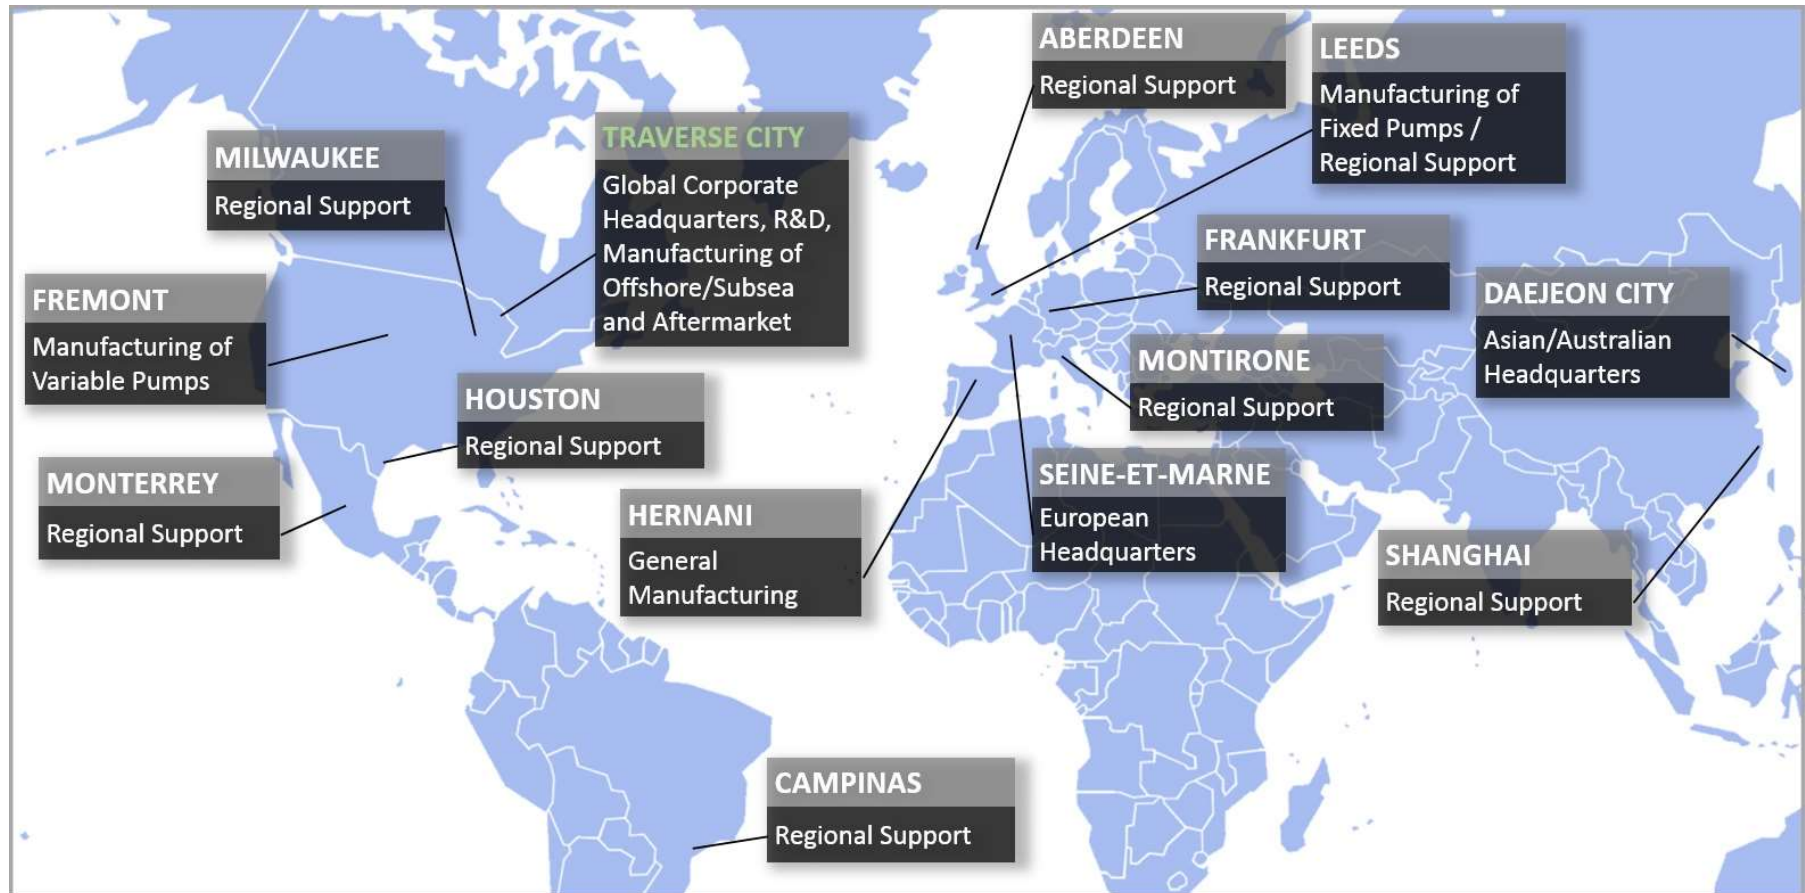 ABERDEEN
Regional Support
LEEDS
Manufacturing of
Fixed Pumps /
Regional Support
TRAVERSE CITY
Global Corporate
Headquarters, R&D,
Manufacturing of
Offshore/Subsea
and Aftermarket
MILWAUKEE
Regional Support
FRANKFURT
Regional Support
DAEJEON CITY
Asian/Australian
Headquarters
FREMONT
Manufacturing of
Variable Pumps
MONTIRONE
Regional Support
HOUSTON
Regional Support
MONTERREY
Regional Support
SEINE-ET-MARNE
European
Headquarters
HERNANI
General
Manufacturing
SHANGHAI
Regional Support
CAMPINAS
Regional Support